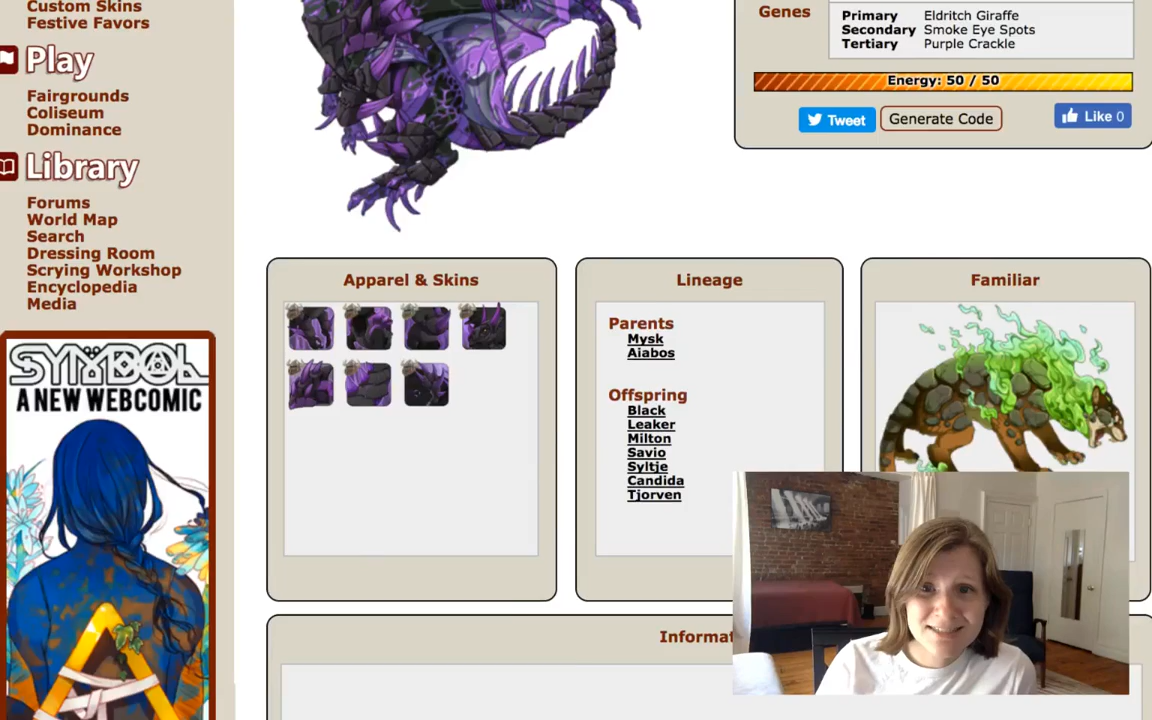 Custom Skins
Festive Favors
Play
Fairgrounds
Coliseum
Dominance
Library
Forums
World Map
Search
Dressing Room
Scrying Workshop
Encyclopedia
Media
SYMBOL
A NEW WEBCOMIC
Genes
Primary Eldritch Giraffe
Secondary Smoke Eye Spots
Tertiary Purple Crackle
Energy: 50 / 50
Tweet
Generate Code
Like 0
Apparel & Skins
Lineage
Parents
Mysk
Aiabos
Offspring
Black
Leaker
Milton
Savio
Syltje
Candida
Tjorven
Familiar
Informat